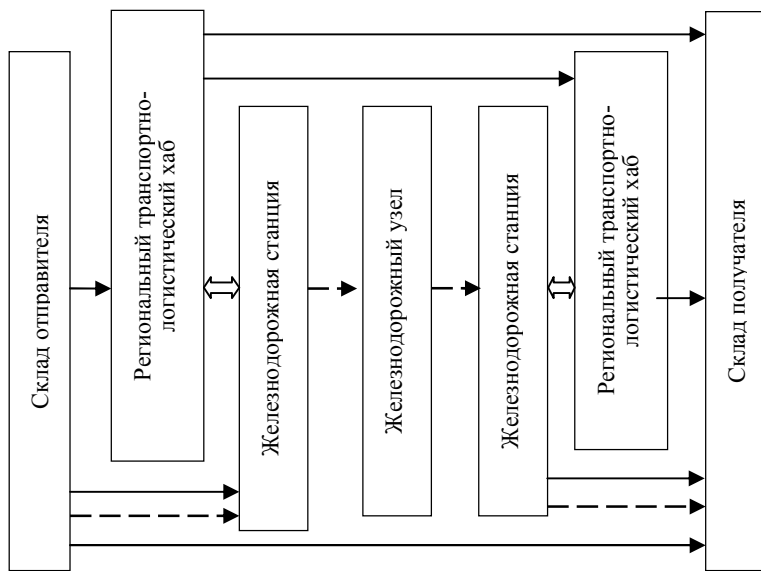 Склад отправителя
Региональный транспортно-
логистический хаб
Железнодорожная станция
Железнодорожный узел
Железнодорожная станция
Региональный транспортно-
логистический хаб
Склад получателя